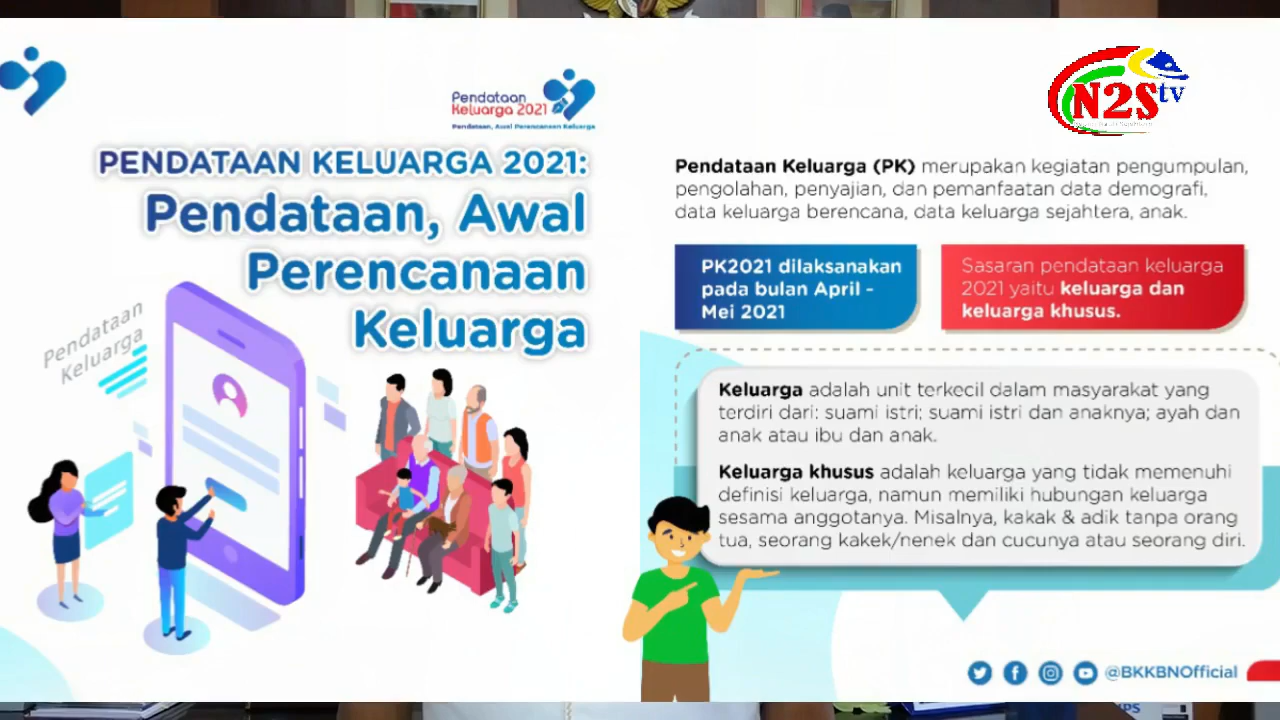 Pendataan
Keluarga 2021
Pendataan, Awal Perencanaan Keluarga
PENDATAAN KELUARGA 2021:
Pendataan, Awal
Perencanaan
Keluarga
Pendataan
Keluarga
N2S tv
Pendataan Keluarga (PK) merupakan kegiatan pengumpulan,
pengolahan, penyajian, dan pemanfaatan data demografi,
data keluarga berencana, data keluarga sejahtera, anak.
PK2021 dilaksanakan
pada bulan April -
Mei 2021
Sasaran pendataan keluarga
2021 yaitu keluarga dan
keluarga khusus.
Keluarga adalah unit terkecil dalam masyarakat yang
terdiri dari: suami istri; suami istri dan anaknya; ayah dan
anak atau ibu dan anak.
Keluarga khusus adalah keluarga yang tidak memenuhi
definisi keluarga, namun memiliki hubungan keluarga
sesama anggotanya. Misalnya, kakak & adik tanpa orang
tua, seorang kakek/nenek dan cucunya atau seorang diri.
@BKKBNOfficial